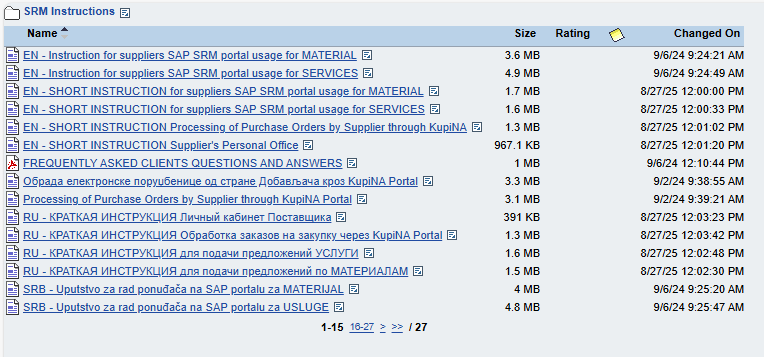 SRM Instructions
Name Size Rating Changed On
EN - Instruction for suppliers SAP SRM portal usage for MATERIAL 3.6 MB 9/6/24 9:24:21 AM
EN - Instruction for suppliers SAP SRM portal usage for SERVICES 4.9 MB 9/6/24 9:24:49 AM
EN - SHORT INSTRUCTION for suppliers SAP SRM portal usage for MATERIAL 1.7 MB 8/27/25 12:00:00 PM
EN - SHORT INSTRUCTION for suppliers SAP SRM portal usage for SERVICES 1.6 MB 8/27/25 12:00:33 PM
EN - SHORT INSTRUCTION Processing of Purchase Orders by Supplier through KupiNA 1.3 MB 8/27/25 12:01:02 PM
EN - SHORT INSTRUCTION Supplier's Personal Office 967.1 KB 8/27/25 12:01:20 PM
FREQUENTLY ASKED CLIENTS QUESTIONS AND ANSWERS 1 MB 9/6/24 12:10:44 PM
Обрада електронске поруџбенице од стране Добављача кроз KupiNA Portal 3.3 MB 9/2/24 9:38:55 AM
Processing of Purchase Orders by Supplier through KupiNA Portal 3.1 MB 9/2/24 9:39:21 AM
RU - КРАТКАЯ ИНСТРУКЦИЯ Личный кабинет Поставщика 391 KB 8/27/25 12:03:23 PM
RU - КРАТКАЯ ИНСТРУКЦИЯ Обработка заказов на закупку через KupiNA Portal 1.3 MB 8/27/25 12:03:42 PM
RU - КРАТКАЯ ИНСТРУКЦИЯ для подачи предложений УСЛУГИ 1.6 MB 8/27/25 12:02:48 PM
RU - КРАТКАЯ ИНСТРУКЦИЯ для подачи предложений по МАТЕРИАЛАМ 1.5 MB 8/27/25 12:02:30 PM
SRB - Uputstvo za rad ponuđača na SAP portalu za MATERIJAL 4 MB 9/6/24 9:25:20 AM
SRB - Uputstvo za rad ponuđača na SAP portalu za USLUGE 4.8 MB 9/6/24 9:25:47 AM
1-15 16-27 > >> / 27